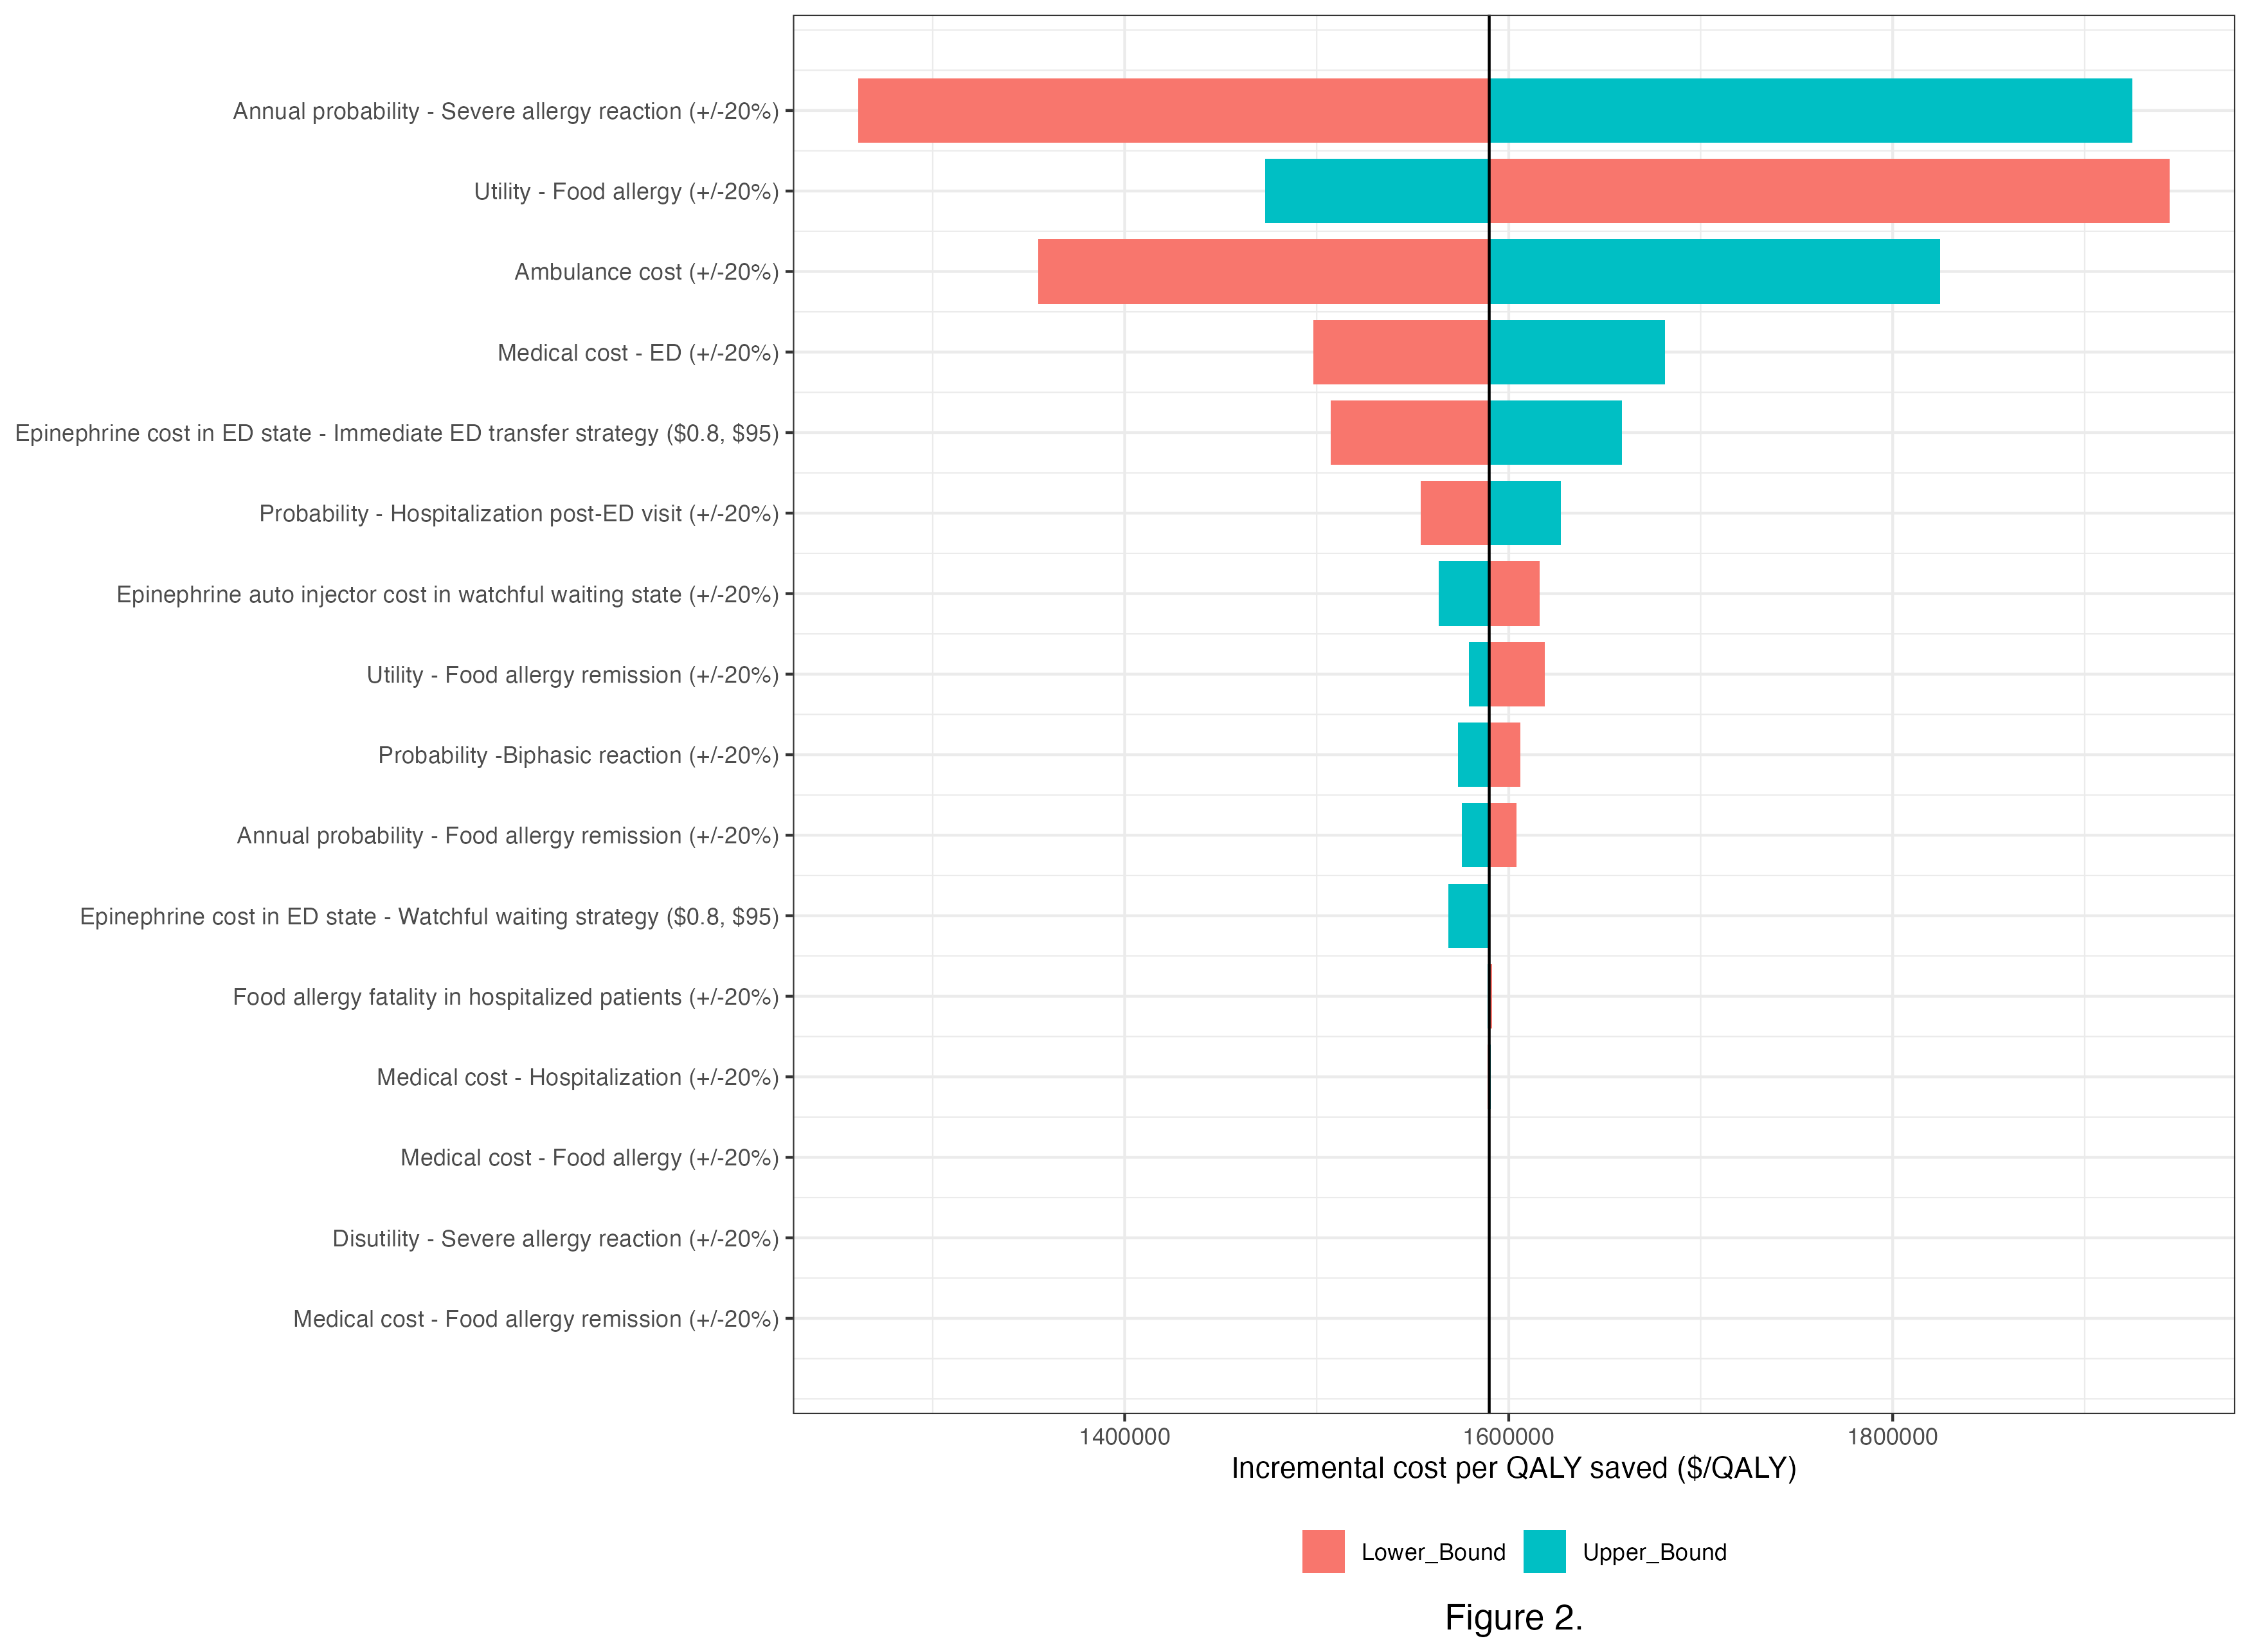 Annual probability - Severe allergy reaction (+/-20%)
Utility - Food allergy (+/-20%)
Ambulance cost (+/-20%)
Medical cost - ED (+/-20%)
Epinephrine cost in ED state - Immediate ED transfer strategy ($0.8, $95)
Probability - Hospitalization post-ED visit (+/-20%)
Epinephrine auto injector cost in watchful waiting state (+/-20%)
Utility - Food allergy remission (+/-20%)
Probability -Biphasic reaction (+/-20%)
Annual probability - Food allergy remission (+/-20%)
Epinephrine cost in ED state - Watchful waiting strategy ($0.8, $95)
Food allergy fatality in hospitalized patients (+/-20%)
Medical cost - Hospitalization (+/-20%)
Medical cost - Food allergy (+/-20%)
Disutility - Severe allergy reaction (+/-20%)
Medical cost - Food allergy remission (+/-20%)
1400000 1600000 1800000
Incremental cost per QALY saved ($/QALY)
Lower_Bound Upper_Bound
Figure 2.